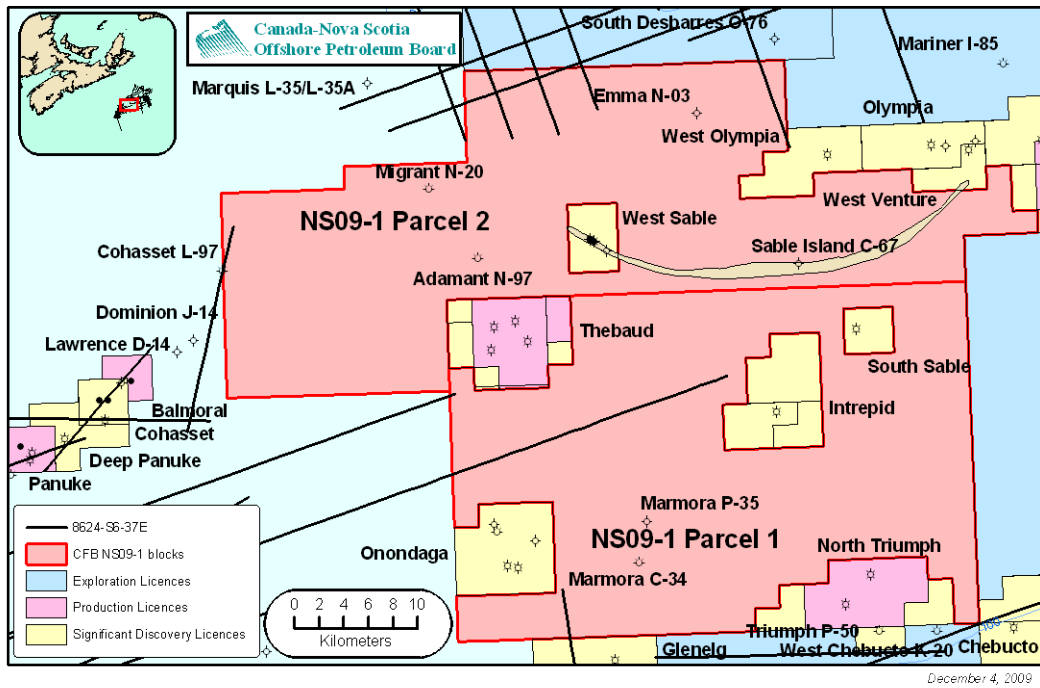 Canada-Nova Scotia
Offshore Petroleum Board
South Desbarres O-76
Mariner I-85
Marquis L-35/L-35A
Emma N-03
Olympia
West Olympia
Migrant N-20
West Venture
NS09-1 Parcel 2
West Sable
Cohasset L-97
Sable Island C-67
Adamant N-97
Dominion J-14
Thebaud
Lawrence D-14
South Sable
Balmoral
Intrepid
Cohasset
Deep Panuke
Panuke
Marmora P-35
8624-S6-37E
NS09-1 Parcel 1
North Triumph
CFB NS09-1 blocks
Onondaga
Marmora C-34
Exploration Licences
0 2 4 6 8 10
Production Licences
Kilometers
Significant Discovery Licences
Triumph P-50
100
Glenelg
West Chebucto K-20
Chebucto
December 4, 2009